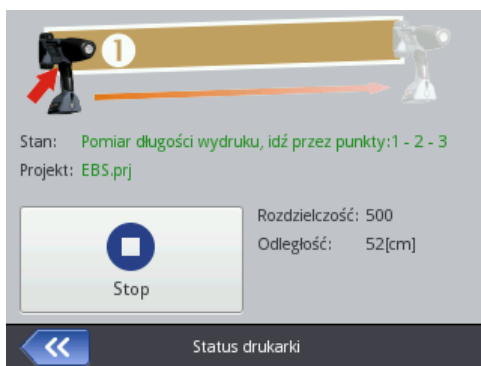 1
Stan: Pomiar długości wydruku, idź przez punkty:1 - 2 - 3
Projekt: EBS.prj
Rozdzielczość: 500
Odległość: 52[cm]
Stop
Status drukarki